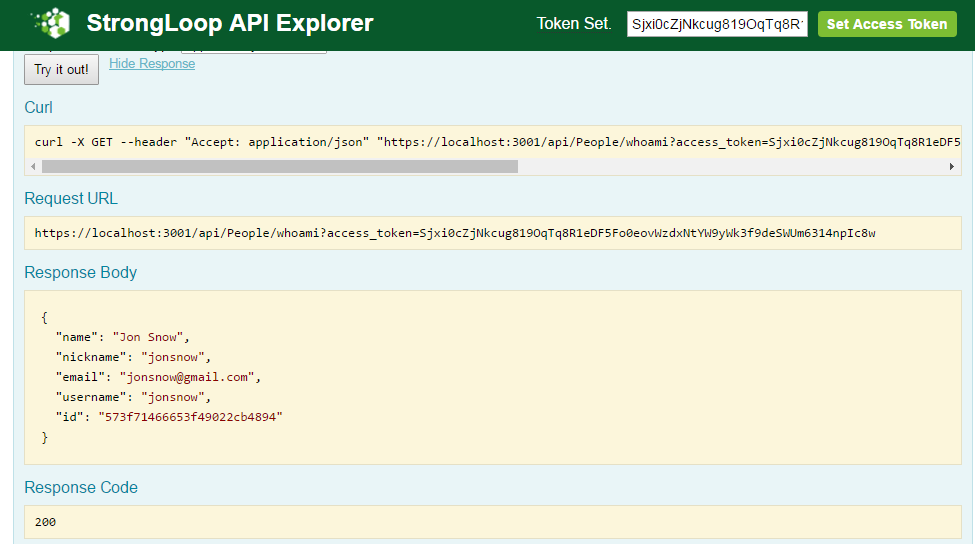 StrongLoop API Explorer
Token Set.
Sjxi0cZjNkcug819OqTq8R
Set Access Token
Try it out!
Hide Response
Curl
curl -X GET --header "Accept: application/json" "https://localhost:3001/api/People/whoami?access_token=Sjxi0cZjNkcug819OqTq8R1eDF5
Request URL
https://localhost:3001/api/People/whoami?access_token=Sjxi0cZjNkcug819OqTq8R1eDF5Fo0eovWzdxNtYW9yWk3f9deSWUm6314npIc8w
Response Body
{
"name": "Jon Snow",
"nickname": "jonsnow",
"email": "jonsnow@gmail.com",
"username": "jonsnow",
"id": "573f71466653f49022cb4894"
}
Response Code
200